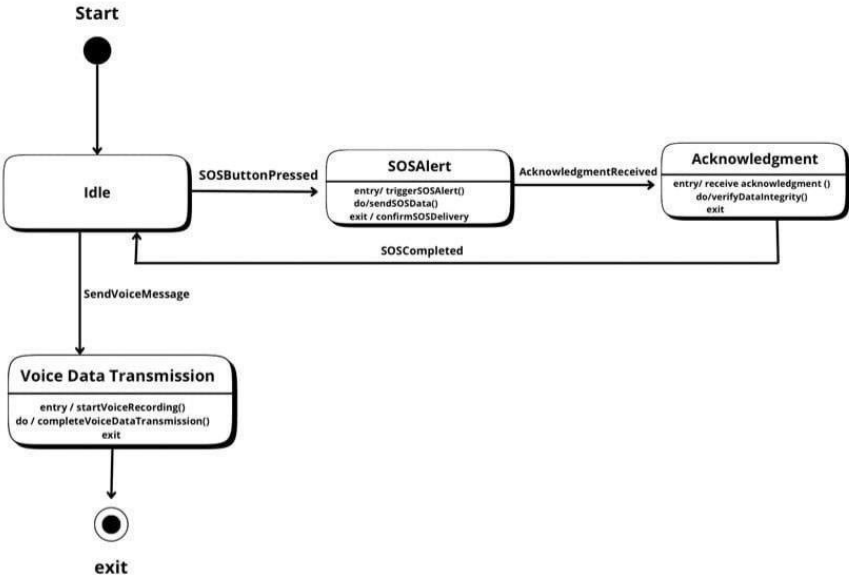 Start
Idle
SOSButtonPressed
SOSAlert
entry/ triggerSOSAlert()
do/sendSOSData()
exit / confirmSOSDelivery
AcknowledgmentReceived
Acknowledgment
entry/ receive acknowledgment ()
do/verifyDataIntegrity()
exit
SOSCompleted
SendVoiceMessage
Voice Data Transmission
entry / startVoiceRecording()
do / completeVoiceDataTransmission()
exit
exit